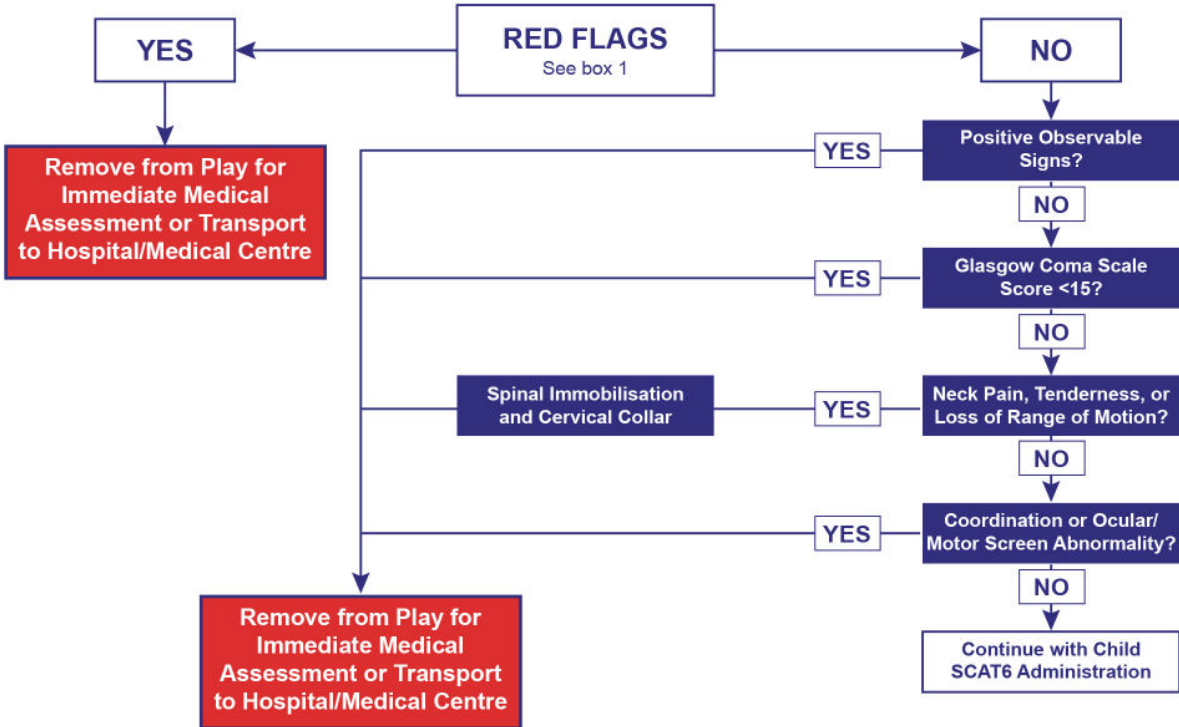 YES
RED FLAGS
See box 1
NO
Remove from Play for
Immediate Medical
Assessment or Transport
to Hospital/Medical Centre
YES
Positive Observable
Signs?
NO
YES
Glasgow Coma Scale
Score <15?
NO
Spinal Immobilisation
and Cervical Collar
YES
Neck Pain, Tenderness, or
Loss of Range of Motion?
NO
YES
Coordination or Ocular/
Motor Screen Abnormality?
NO
Remove from Play for
Immediate Medical
Assessment or Transport
to Hospital/Medical Centre
Continue with Child
SCAT6 Administration